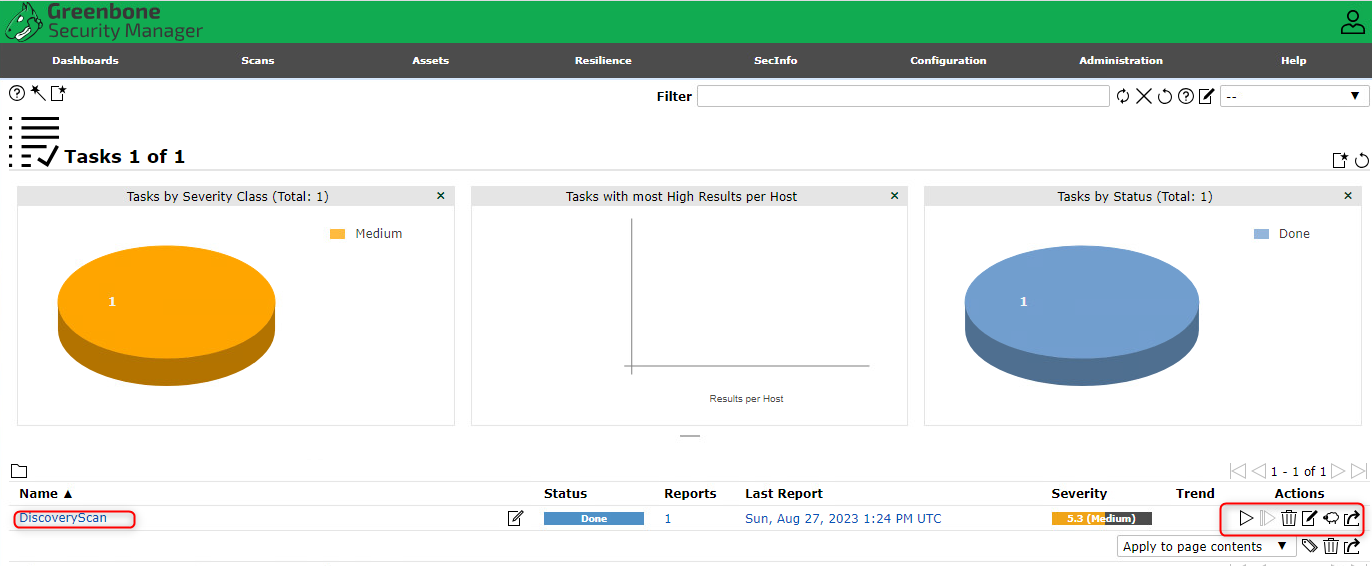 Greenbone
Security Manager
Dashboards Scans Assets Resilience SecInfo Configuration Administration Help
Filter --
Tasks 1 of 1
Tasks by Severity Class (Total: 1) Tasks with most High Results per Host Tasks by Status (Total: 1)
Medium Done
1 1
Results per Host
1 - 1 of 1
Name ▲ Status Reports Last Report Severity Trend Actions
DiscoveryScan Done 1 Sun, Aug 27, 2023 1:24 PM UTC 5.3 (Medium)
Apply to page contents